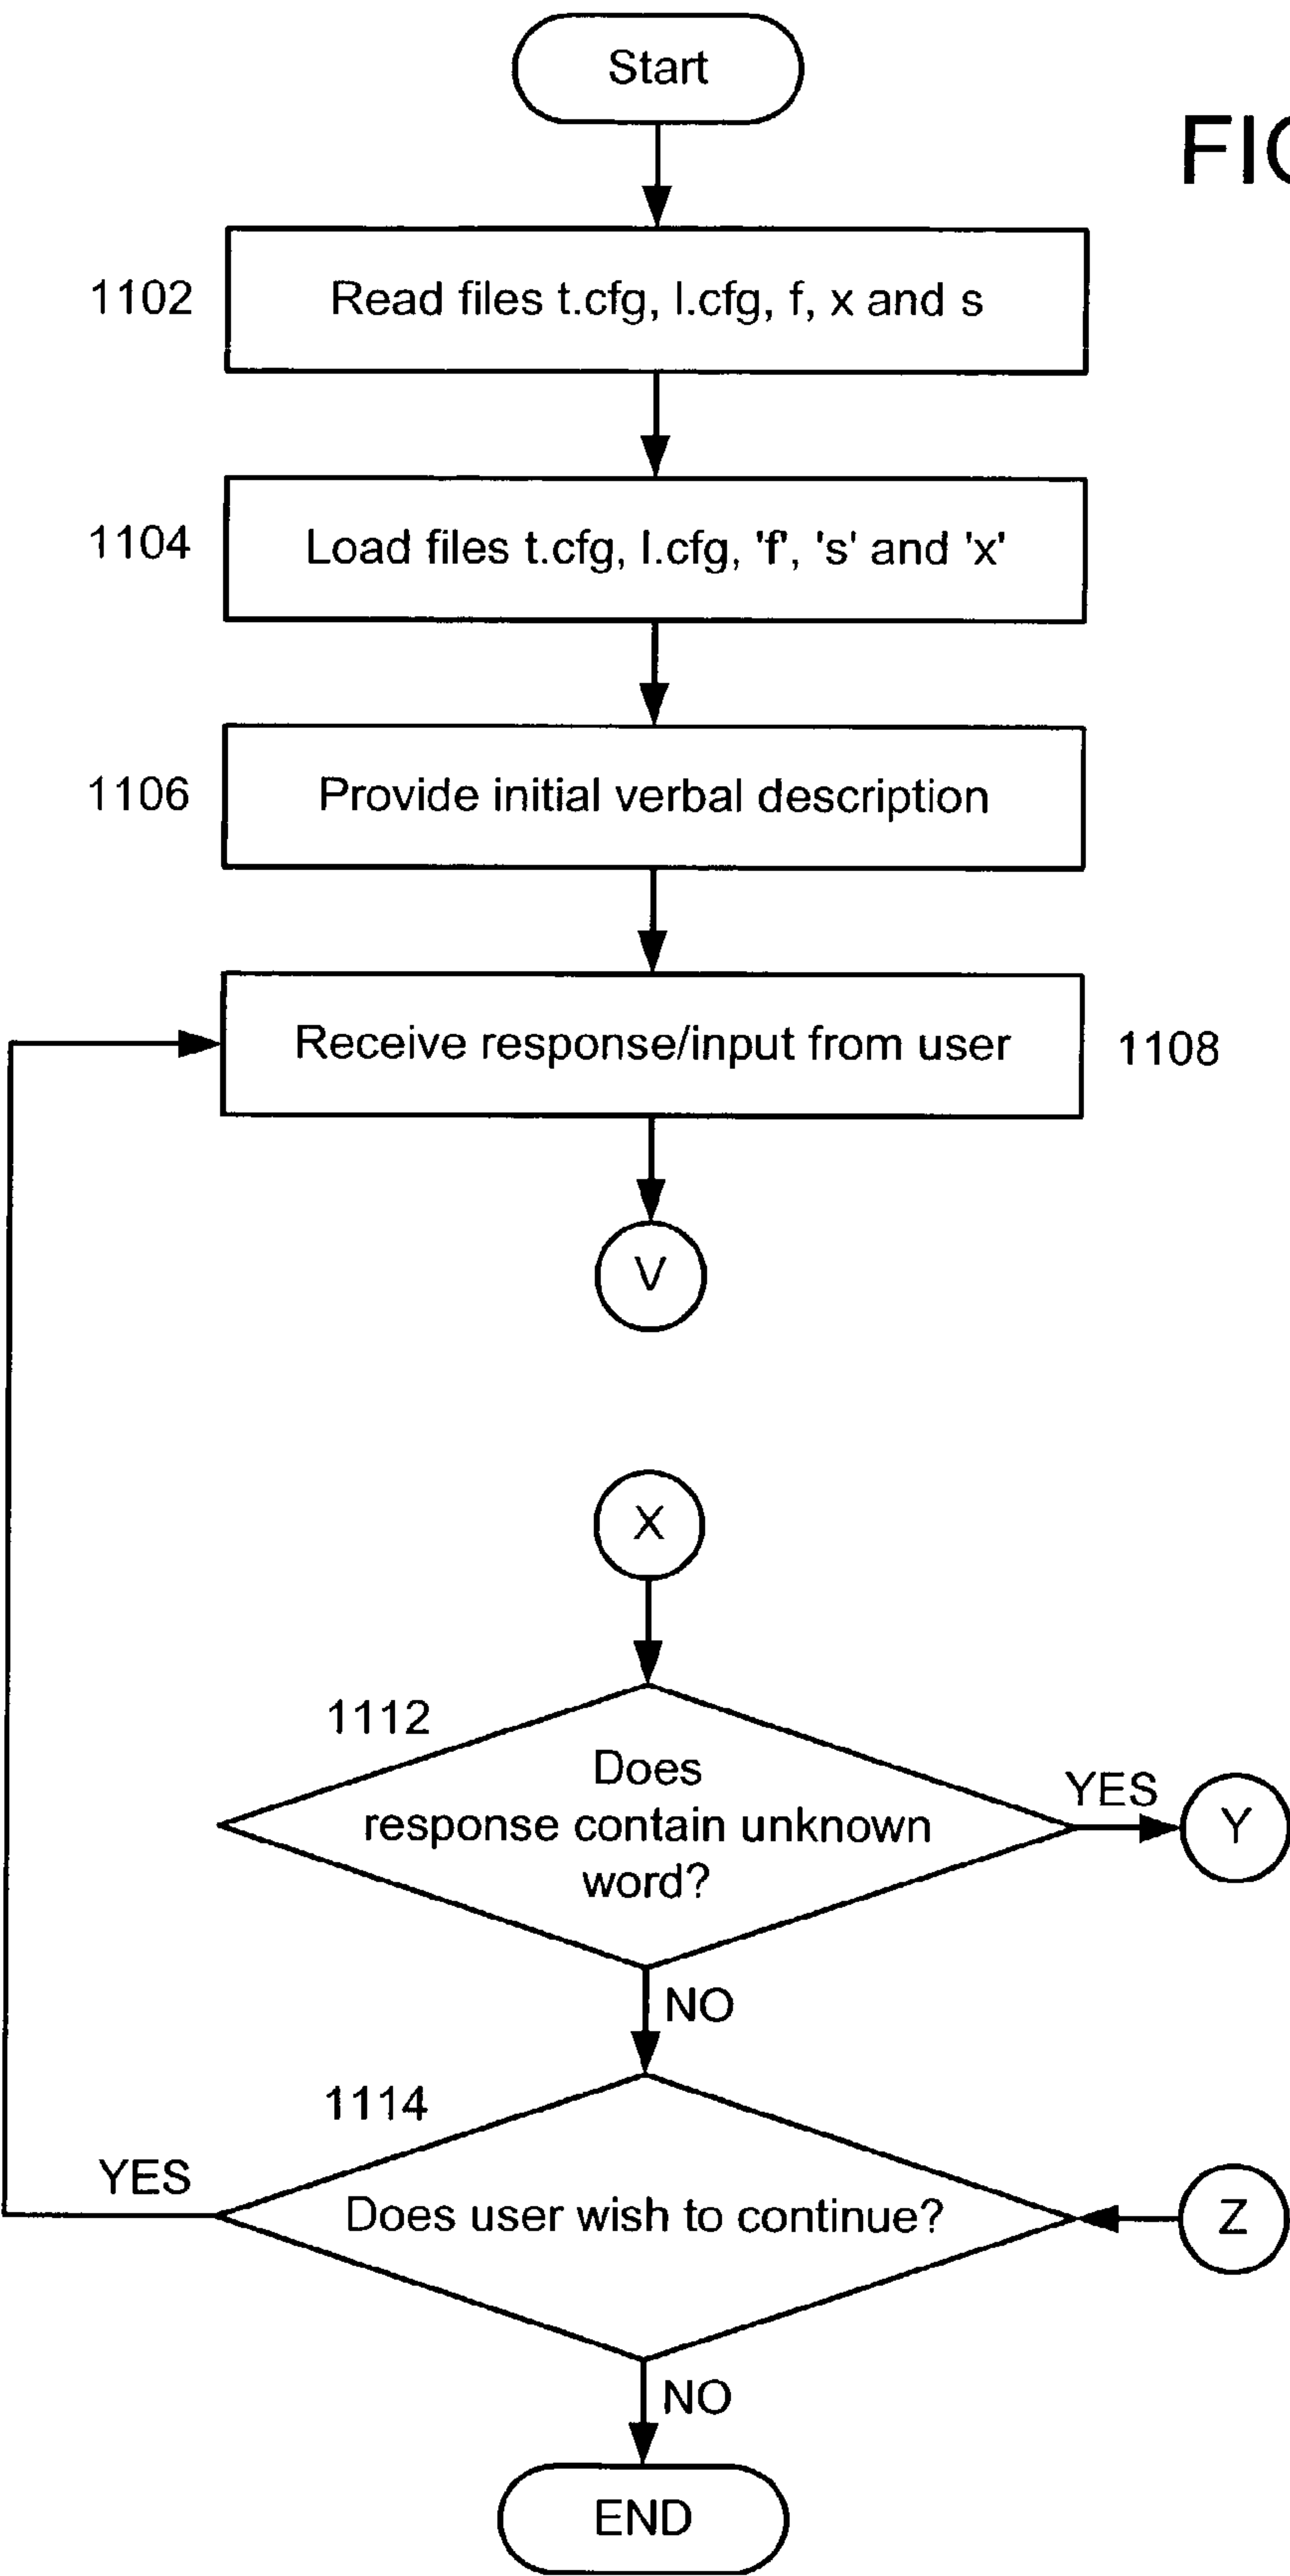 Start
FIG
1102
Read files t.cfg, l.cfg, f, x and s
1104
Load files t.cfg, l.cfg, 'f', 's' and 'x'
1106
Provide initial verbal description
Receive response/input from user
1108
V
X
1112
Does
response contain unknown
word?
YES
Y
NO
1114
YES
Does user wish to continue?
Z
NO
END